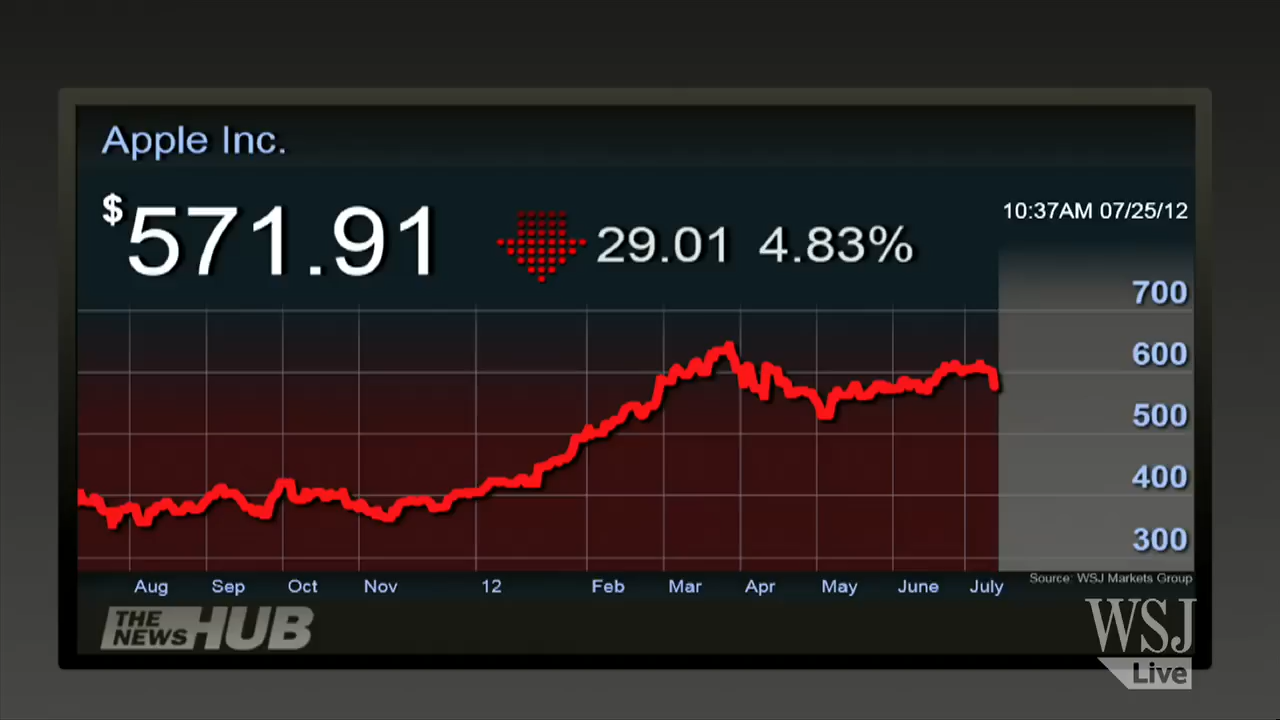 Apple Inc.
$571.91 29.01 4.83%
10:37AM 07/25/12
700
600
500
400
300
Aug Sep Oct Nov 12 Feb Mar Apr May June July
Source: WSJ Markets Group
THE NEWS HUB
WSJ
Live